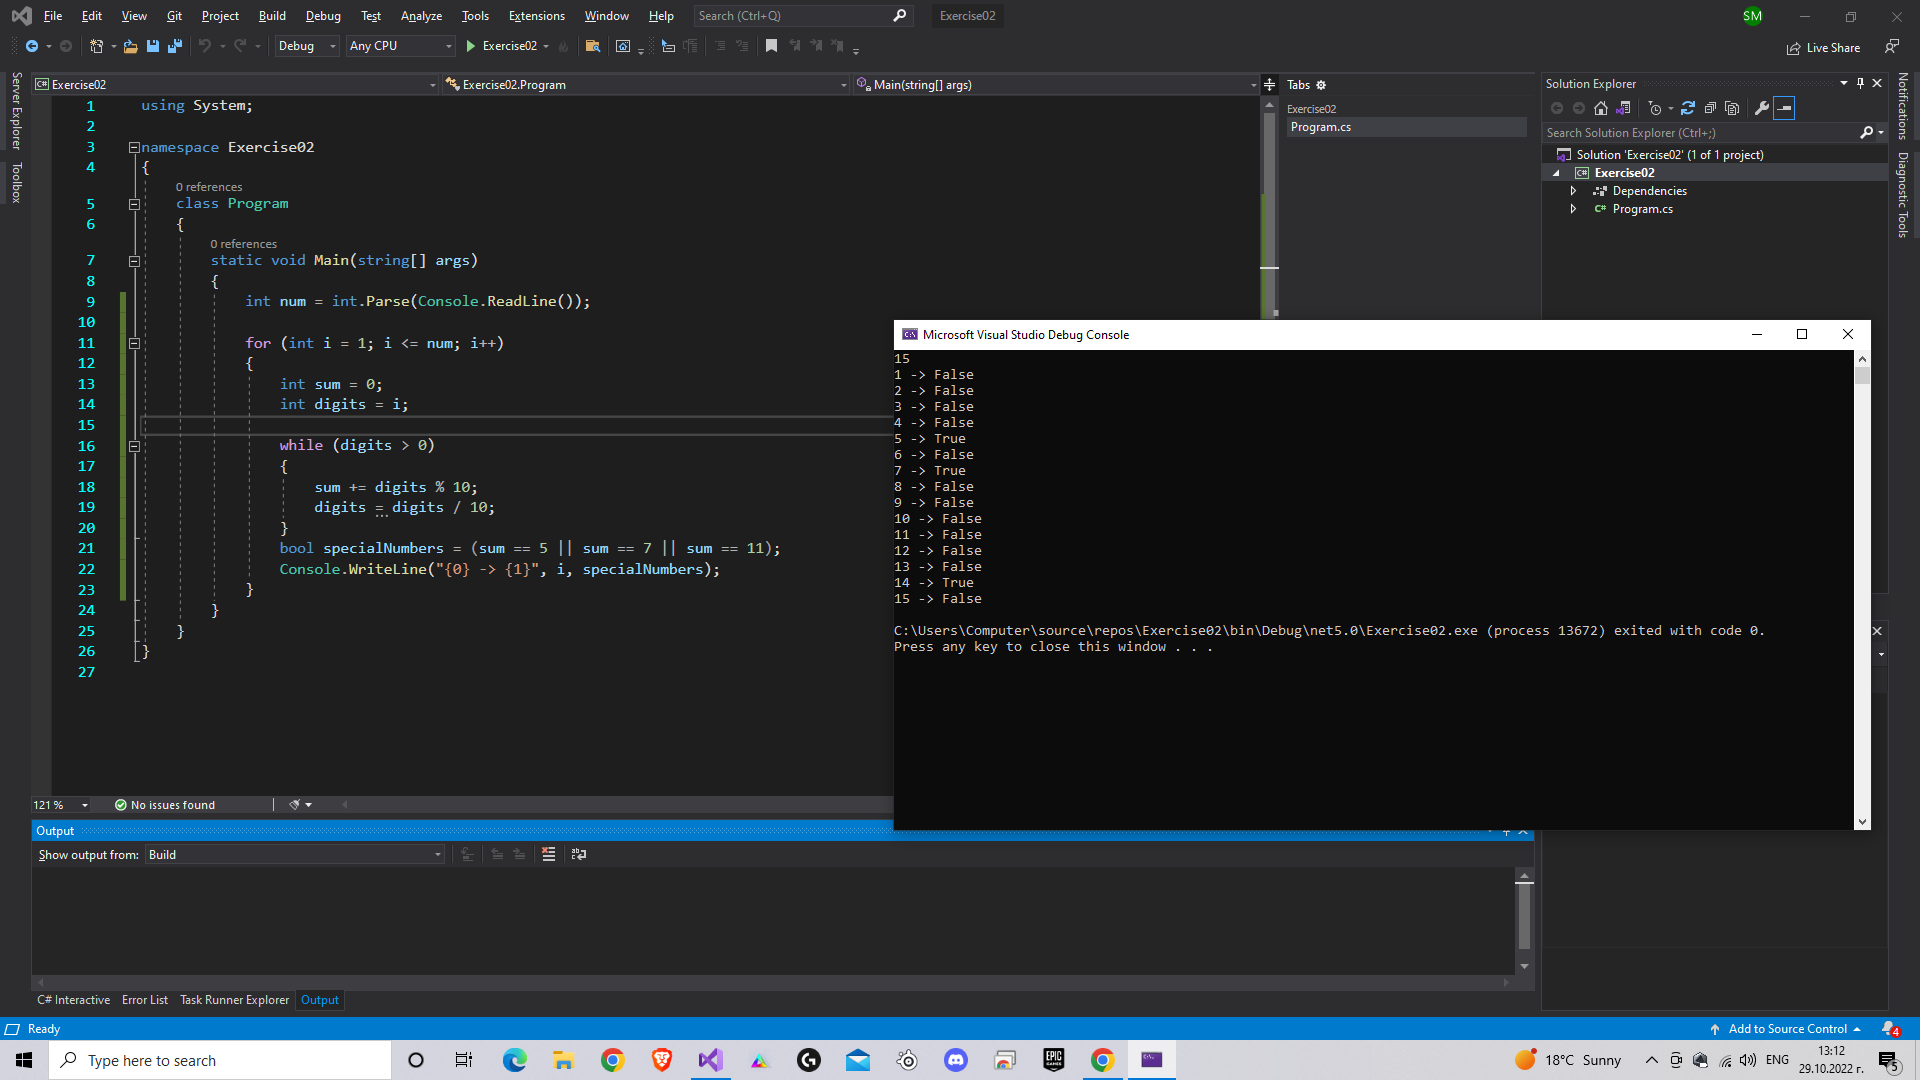 File Edit View Git Project Build Debug Test Analyze Tools Extensions Window Help Search (Ctrl+Q) Exercise02 SM
Debug Any CPU Exercise02 Live Share
Server Explorer
Toolbox
Exercise02 Exercise02.Program Main(string[] args)
1 using System;
2
3 namespace Exercise02
4 {
0 references
5 class Program
6 {
0 references
7 static void Main(string[] args)
8 {
9 int num = int.Parse(Console.ReadLine());
10
11 for (int i = 1; i <= num; i++)
12 {
13 int sum = 0;
14 int digits = i;
15
16 while (digits > 0)
17 {
18 sum += digits % 10;
19 digits = digits / 10;
20 }
21 bool specialNumbers = (sum == 5 || sum == 7 || sum == 11);
22 Console.WriteLine("{0} -> {1}", i, specialNumbers);
23 }
24 }
25 }
26 }
27
121 % No issues found
Tabs
Exercise02
Program.cs
Solution Explorer
Search Solution Explorer (Ctrl+;)
Solution 'Exercise02' (1 of 1 project)
C# Exercise02
Dependencies
C# Program.cs
Notifications
Diagnostic Tools
Microsoft Visual Studio Debug Console
15
1 -> False
2 -> False
3 -> False
4 -> False
5 -> True
6 -> False
7 -> True
8 -> False
9 -> False
10 -> False
11 -> False
12 -> False
13 -> False
14 -> True
15 -> False
C:\Users\Computer\source\repos\Exercise02\bin\Debug\net5.0\Exercise02.exe (process 13672) exited with code 0.
Press any key to close this window . . .
Output
Show output from: Build
C# Interactive Error List Task Runner Explorer Output
Ready Add to Source Control 4
Type here to search EPIC GAMES 18°C Sunny ENG 13:12
29.10.2022 г. 5